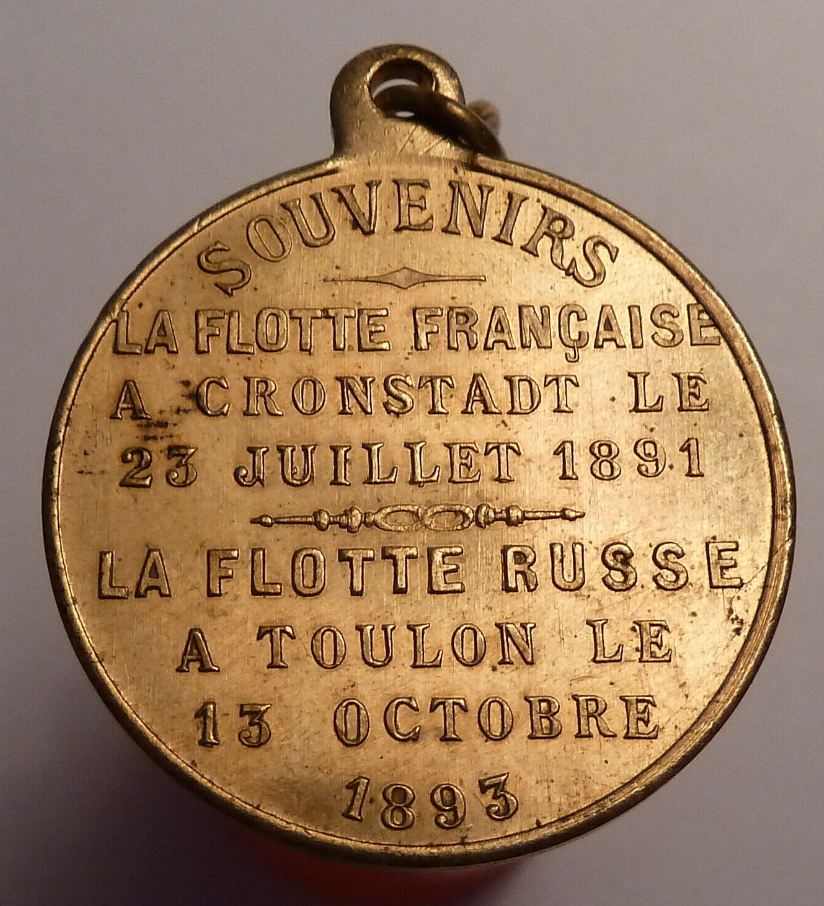 SOUVENIRS
LA FLOTTE FRANÇAISE
A CRONSTADT LE
23 JUILLET 1891
LA FLOTTE RUSSE
A TOULON LE
13 OCTOBRE
1893